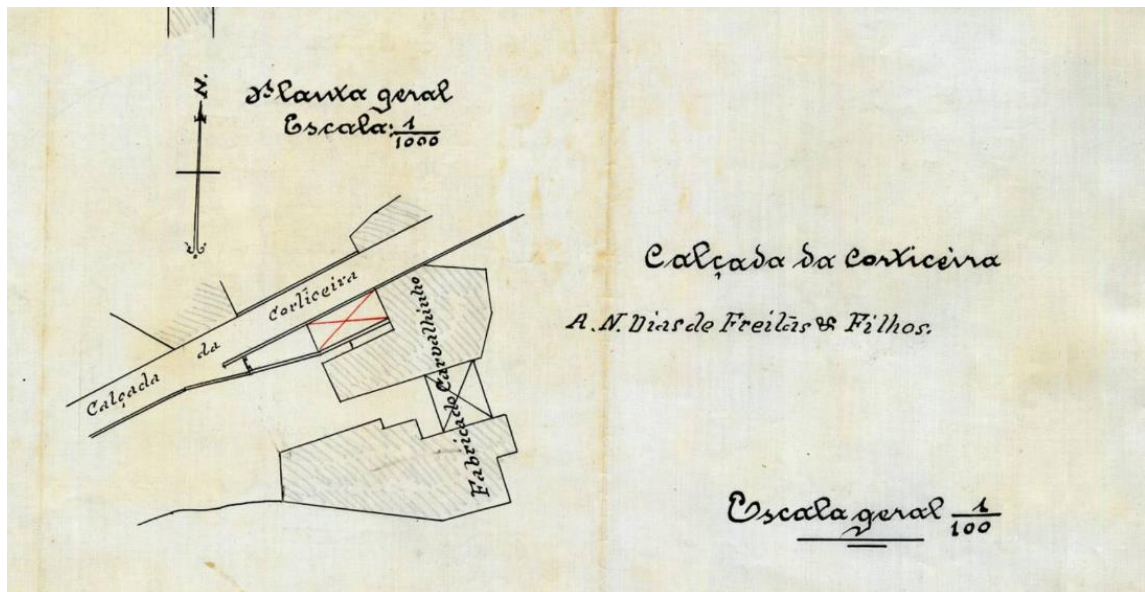 N.
Planta geral
Escala: 1/1000
Calçada da Corticeira
Fabrica do Carvalhinho
Calçada da Corticeira
A. N. Dias de Freitas & Filhos.
Escala geral 1/100